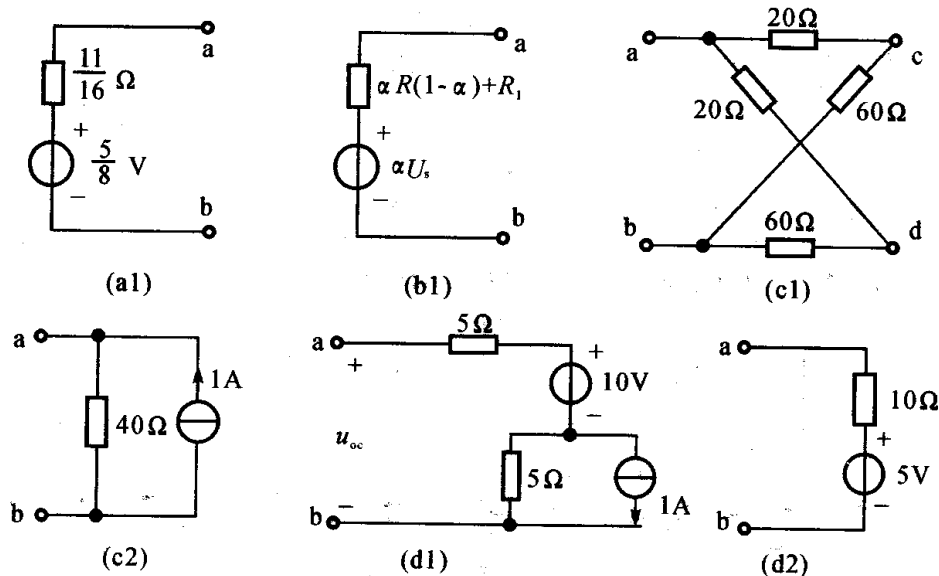 a
11/16 Ω
+
5/8 V
−
b
(a1)
a
αR(1-α)+R₁
+
αUₛ
−
b
(b1)
20Ω
a
c
20Ω
60Ω
b
60Ω
d
(c1)
a
1A
40Ω
b
(c2)
5Ω
a
+
+
10V
−
u_oc
5Ω
1A
b
−
(d1)
a
10Ω
+
5V
−
b
(d2)